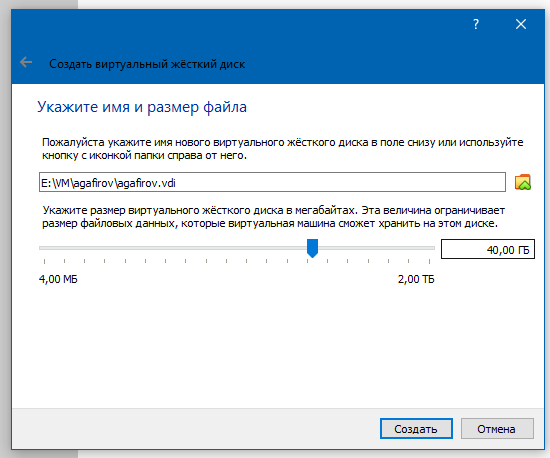 ?
Создать виртуальный жёсткий диск
Укажите имя и размер файла
Пожалуйста укажите имя нового виртуального жёсткого диска в поле снизу или используйте
кнопку с иконкой папки справа от него.
E:\VM\agafirov\agafirov.vdi
Укажите размер виртуального жёсткого диска в мегабайтах. Эта величина ограничивает
размер файловых данных, которые виртуальная машина сможет хранить на этом диске.
40,00 ГБ
4,00 МБ 2,00 ТБ
Создать Отмена